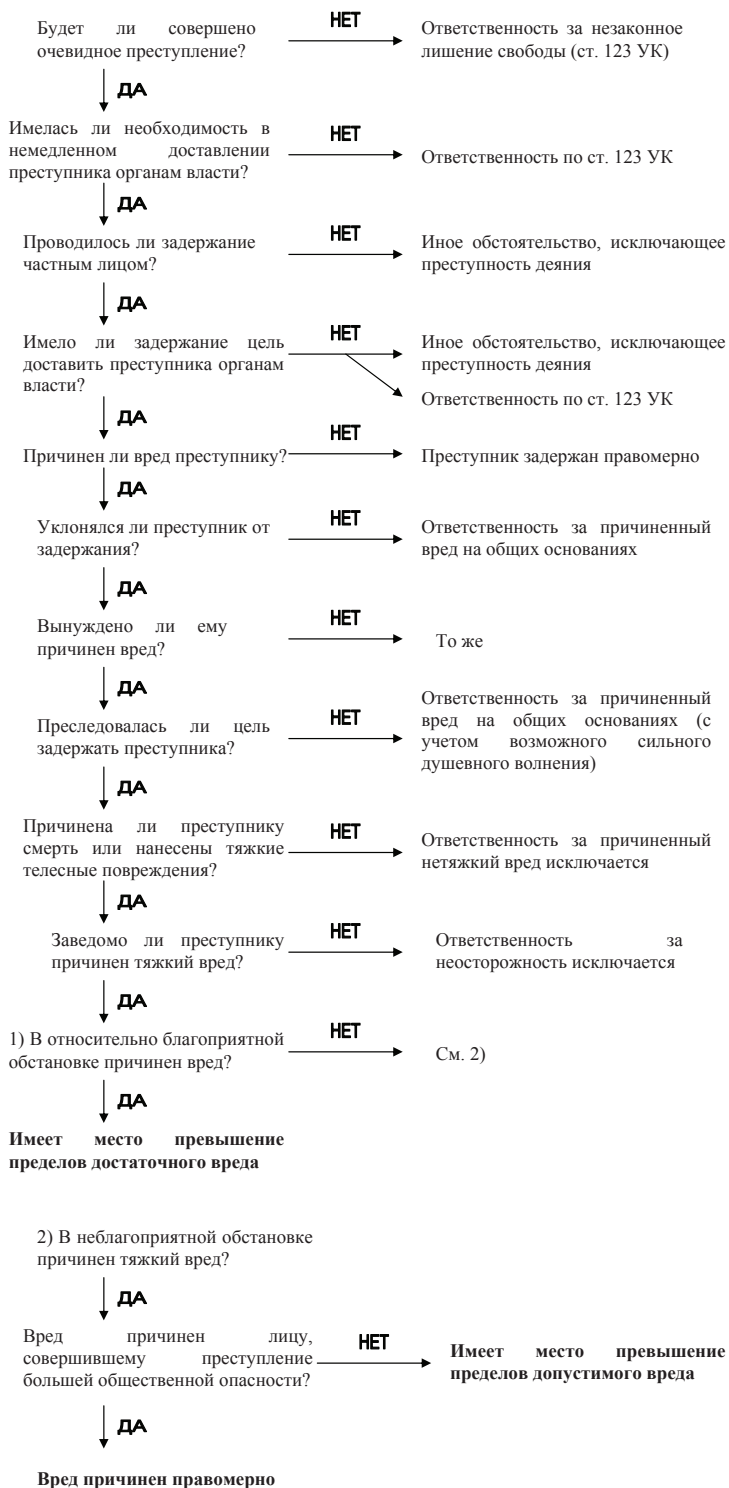 Будет ли совершено
очевидное преступление?
НЕТ
Ответственность за незаконное
лишение свободы (ст. 123 УК)
ДА
Имелась ли необходимость в
немедленном доставлении
преступника органам власти?
НЕТ
Ответственность по ст. 123 УК
ДА
Проводилось ли задержание
частным лицом?
НЕТ
Иное обстоятельство, исключающее
преступность деяния
ДА
Имело ли задержание цель
доставить преступника органам
власти?
НЕТ
Иное обстоятельство, исключающее
преступность деяния
Ответственность по ст. 123 УК
ДА
Причинен ли вред преступнику?
НЕТ
Преступник задержан правомерно
ДА
Уклонялся ли преступник от
задержания?
НЕТ
Ответственность за причиненный
вред на общих основаниях
ДА
Вынуждено ли ему
причинен вред?
НЕТ
То же
ДА
Преследовалась ли цель
задержать преступника?
НЕТ
Ответственность за причиненный
вред на общих основаниях (с
учетом возможного сильного
душевного волнения)
ДА
Причинена ли преступнику
смерть или нанесены тяжкие
телесные повреждения?
НЕТ
Ответственность за причиненный
нетяжкий вред исключается
ДА
Заведомо ли преступнику
причинен тяжкий вред?
НЕТ
Ответственность за
неосторожность исключается
ДА
1) В относительно благоприятной
обстановке причинен вред?
НЕТ
См. 2)
ДА
Имеет место превышение
пределов достаточного вреда
2) В неблагоприятной обстановке
причинен тяжкий вред?
ДА
Вред причинен лицу,
совершившему преступление
большей общественной опасности?
НЕТ
Имеет место превышение
пределов допустимого вреда
ДА
Вред причинен правомерно